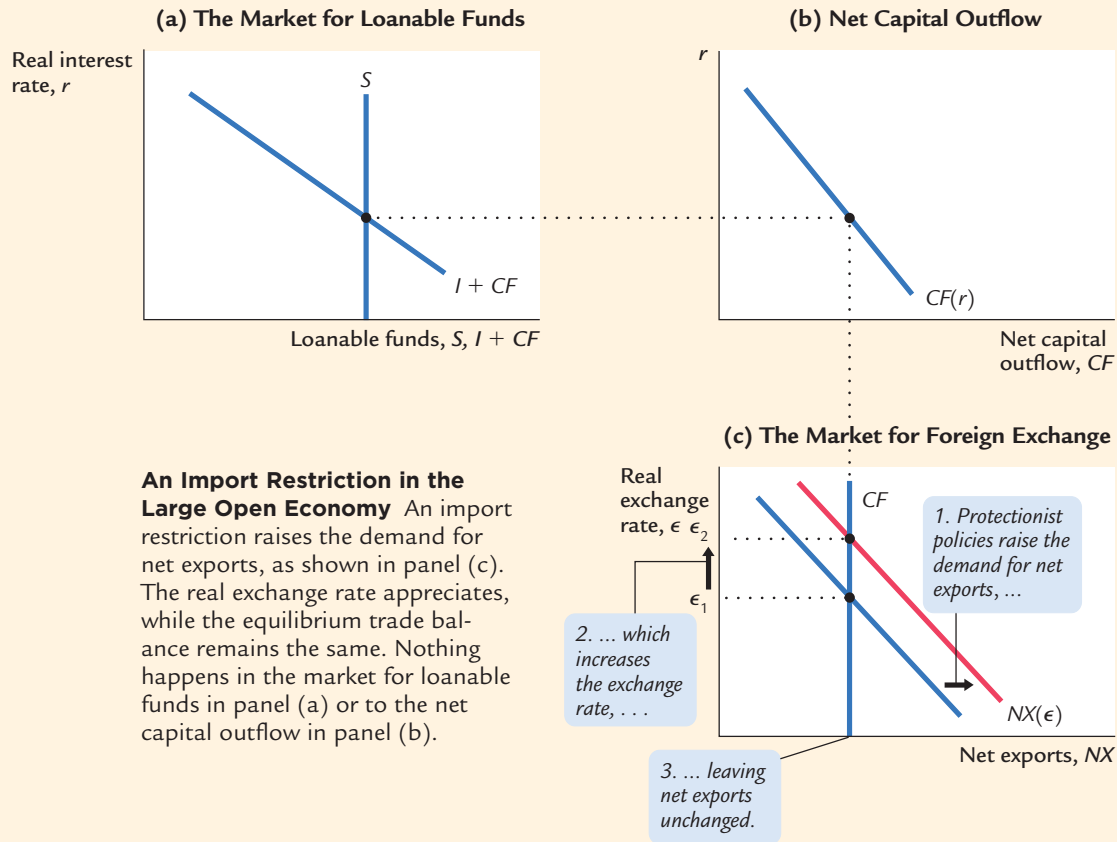 (a) The Market for Loanable Funds
Real interest
rate, r
S
I + CF
Loanable funds, S, I + CF
(b) Net Capital Outflow
r
CF(r)
Net capital
outflow, CF
An Import Restriction in the
Large Open Economy An import
restriction raises the demand for
net exports, as shown in panel (c).
The real exchange rate appreciates,
while the equilibrium trade bal-
ance remains the same. Nothing
happens in the market for loanable
funds in panel (a) or to the net
capital outflow in panel (b).
(c) The Market for Foreign Exchange
Real
exchange
rate, ϵ ϵ₂
ϵ₁
CF
1. Protectionist
policies raise the
demand for net
exports, ...
2. ... which
increases
the exchange
rate, . . .
NX(ϵ)
Net exports, NX
3. ... leaving
net exports
unchanged.